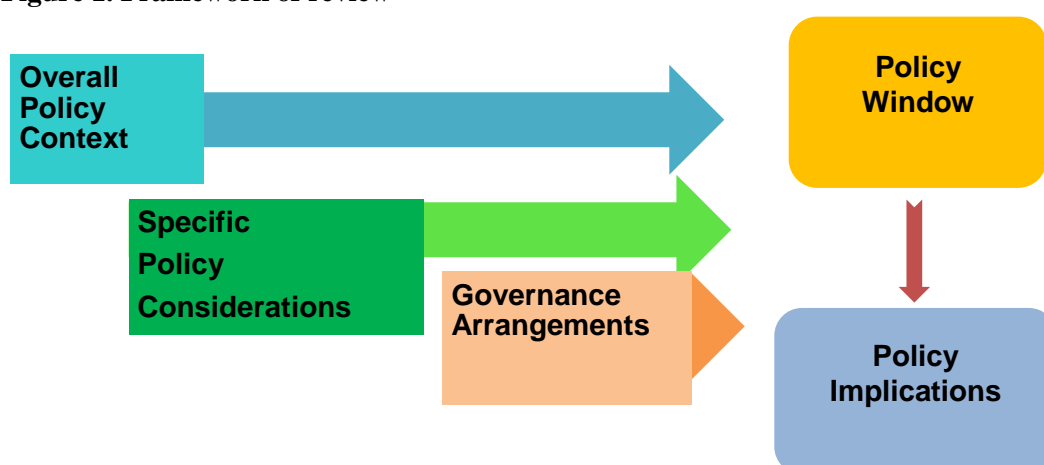 Overall
Policy
Context
Specific
Policy
Considerations
Governance
Arrangements
Policy
Window
Policy
Implications